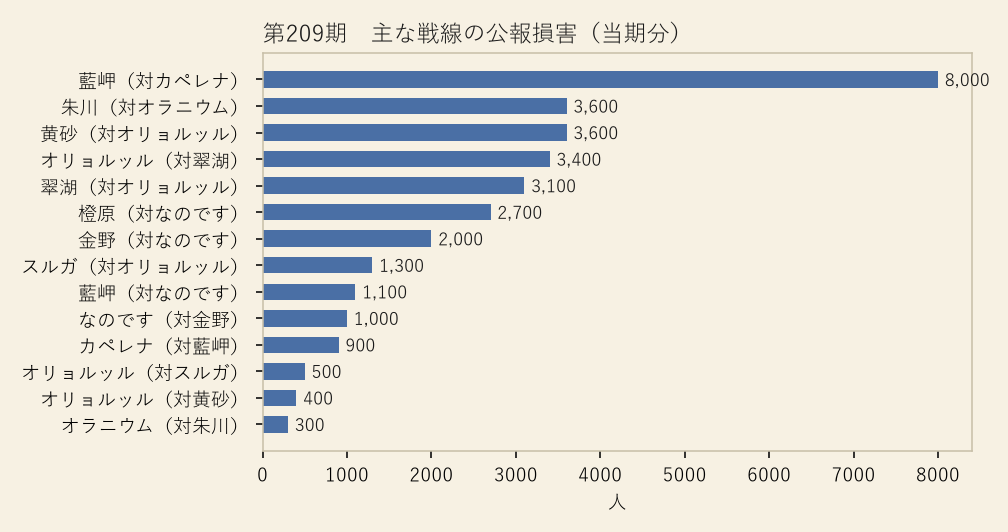 第209期　主な戦線の公報損害（当期分）
藍岬（対カペレナ） 8,000
朱川（対オラニウム） 3,600
黄砂（対オリョルッル） 3,600
オリョルッル（対翠湖） 3,400
翠湖（対オリョルッル） 3,100
橙原（対なのです） 2,700
金野（対なのです） 2,000
スルガ（対オリョルッル） 1,300
藍岬（対なのです） 1,100
なのです（対金野） 1,000
カペレナ（対藍岬） 900
オリョルッル（対スルガ） 500
オリョルッル（対黄砂） 400
オラニウム（対朱川） 300
0 1000 2000 3000 4000 5000 6000 7000 8000
人